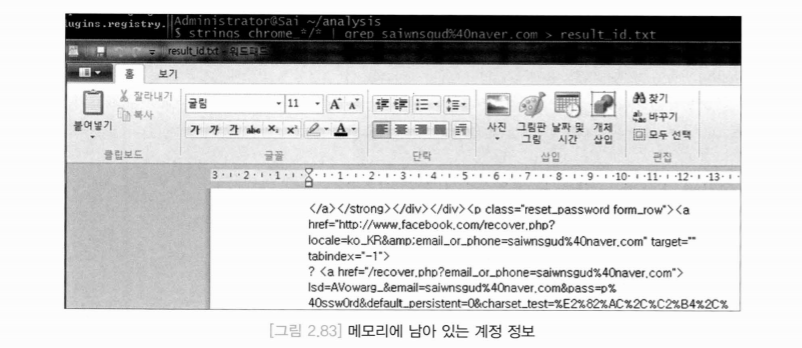 lugins.registry.
Administrator@Sai ~/analysis
$ strings chrome_*/* | grep saiwnsgud%40naver.com > result_id.txt
result_id.txt - 워드패드
홈 보기
붙여넣기
잘라내기
복사
클립보드
굴림 11
가 가 가 abc X₂ X²
글꼴
단락
사진
그림판 그림
날짜 및 시간
개체 삽입
삽입
찾기
바꾸기
모두 선택
편집
3 2 1 1 2 3 4 5 6 7 8 9 10 11 12 13
</a></strong></div></div><p class="reset_password form_row"><a
href="http://www.facebook.com/recover.php?
locale=ko_KR&amp;email_or_phone=saiwnsgud%40naver.com" target=""
tabindex="-1">
? <a href="/recover.php?email_or_phone=saiwnsgud%40naver.com">
lsd=AVowarg_&email=saiwnsgud%40naver.com&pass=p%
40ssw0rd&default_persistent=0&charset_test=%E2%82%AC%2C%C2%B4%2C%
[그림 2.83] 메모리에 남아 있는 계정 정보